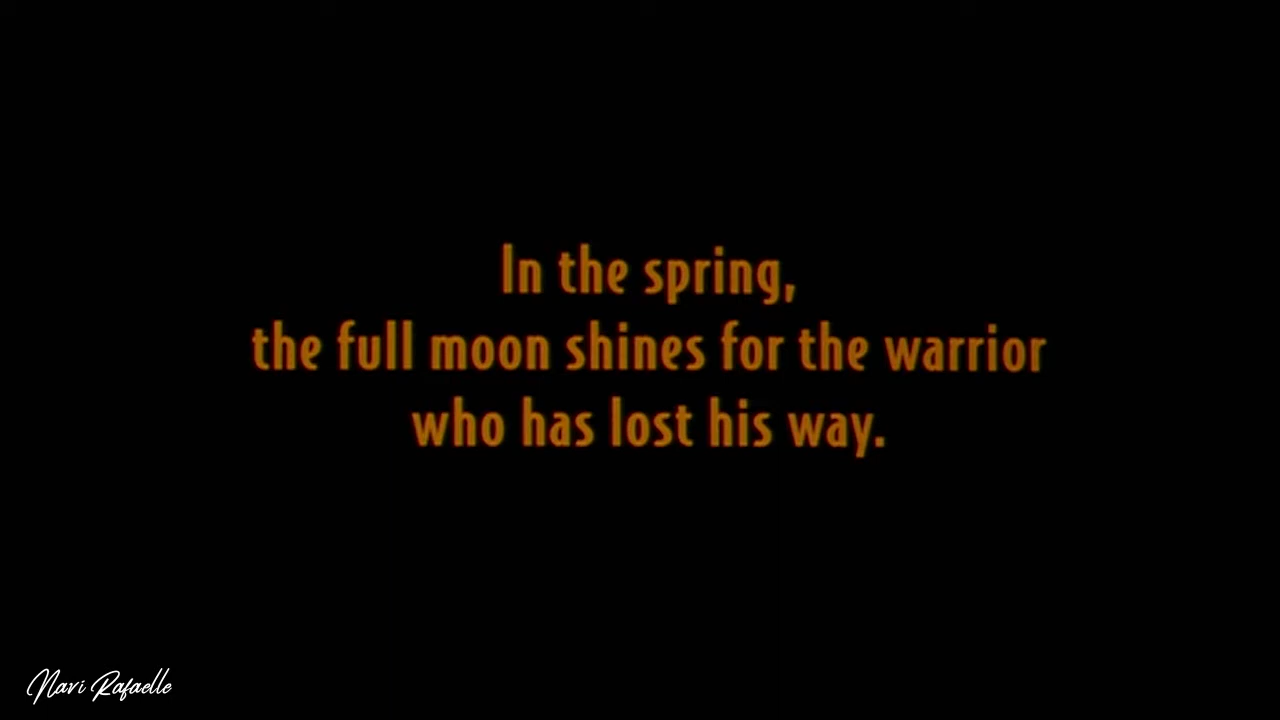 In the spring,
the full moon shines for the warrior
who has lost his way.
Navi Rafaelle